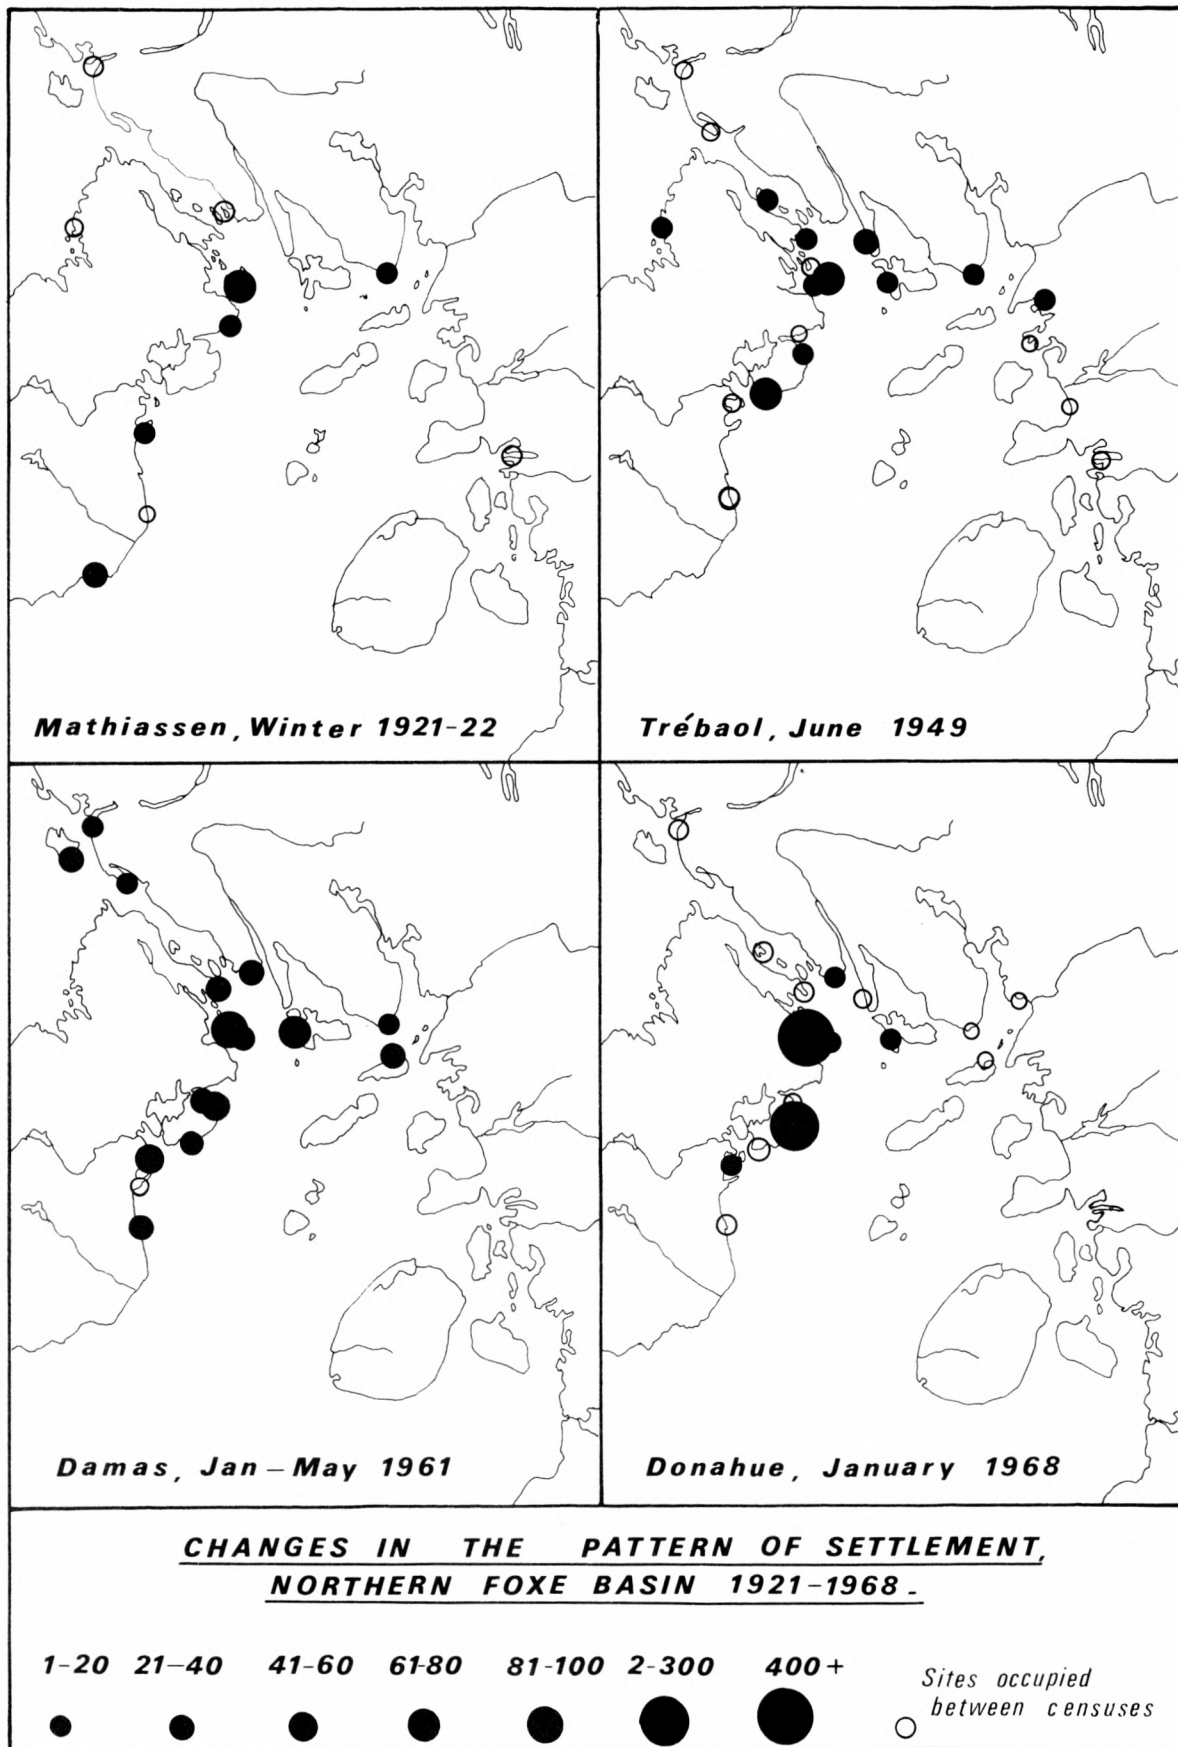 Mathiassen, Winter 1921-22
Trébaol, June 1949
Damas, Jan-May 1961
Donahue, January 1968
CHANGES IN THE PATTERN OF SETTLEMENT,
NORTHERN FOXE BASIN 1921-1968-
1-20 21-40 41-60 61-80 81-100 2-300 400+
Sites occupied
between censuses